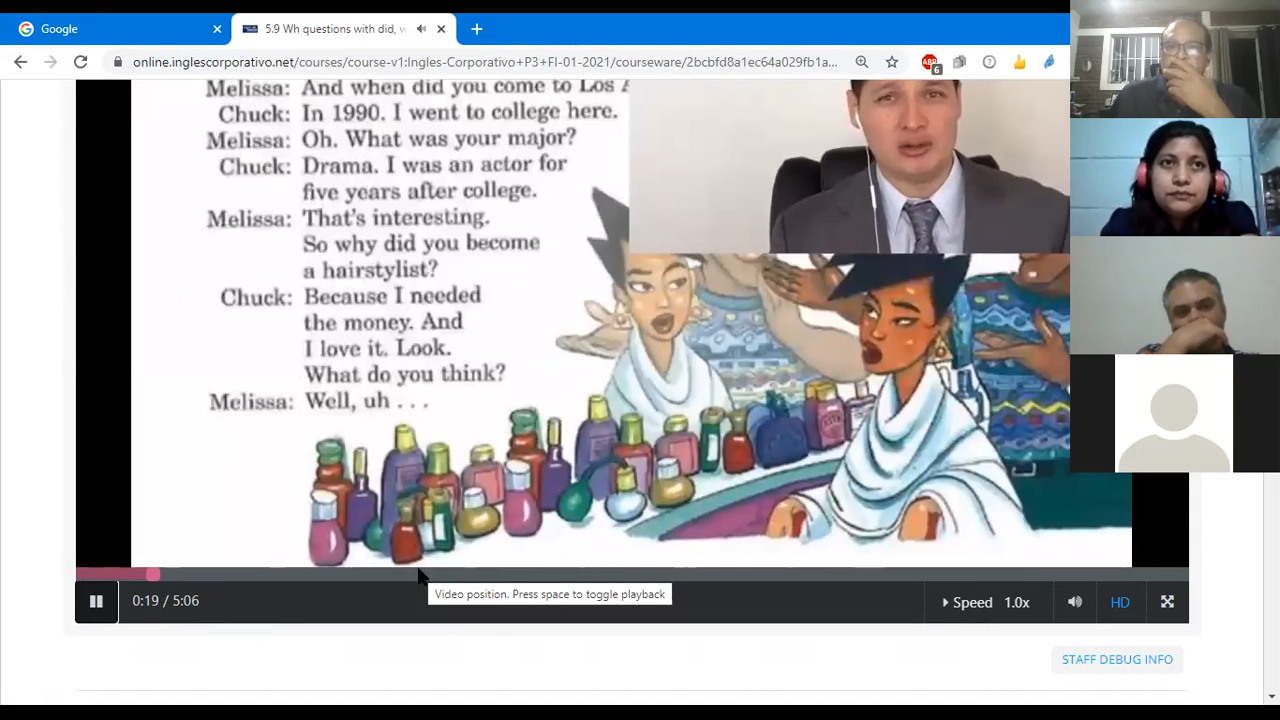 Google
5.9 Wh questions with did, w
online.inglescorporativo.net/courses/course-v1:Ingles-Corporativo+P3+FI-01-2021/courseware/2bcbfd8a1ec64a029fb1a...
ABP
6
Melissa: And when did you come to Los A
Chuck: In 1990. I went to college here.
Melissa: Oh. What was your major?
Chuck: Drama. I was an actor for
five years after college.
Melissa: That's interesting.
So why did you become
a hairstylist?
Chuck: Because I needed
the money. And
I love it. Look.
What do you think?
Melissa: Well, uh . . .
Video position. Press space to toggle playback
0:19 / 5:06
Speed 1.0x
HD
STAFF DEBUG INFO